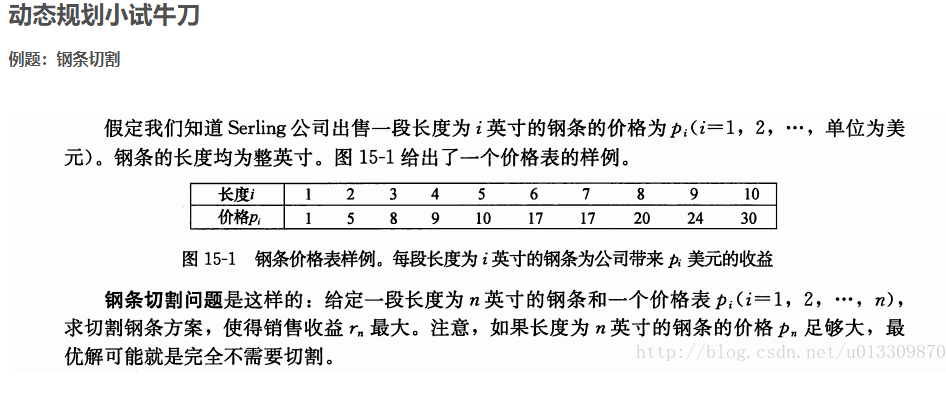 动态规划小试牛刀
例题：钢条切割
假定我们知道 Serling 公司出售一段长度为 i 英寸的钢条的价格为 pᵢ(i=1，2，…，单位为美
元)。钢条的长度均为整英寸。图 15-1 给出了一个价格表的样例。
长度i 1 2 3 4 5 6 7 8 9 10
价格pᵢ 1 5 8 9 10 17 17 20 24 30
图 15-1 钢条价格表样例。每段长度为 i 英寸的钢条为公司带来 pᵢ 美元的收益
钢条切割问题是这样的：给定一段长度为 n 英寸的钢条和一个价格表 pᵢ(i=1，2，…，n)，
求切割钢条方案，使得销售收益 rₙ 最大。注意，如果长度为 n 英寸的钢条的价格 pₙ 足够大，最
优解可能就是完全不需要切割。
http://blog.csdn.net/u013309870